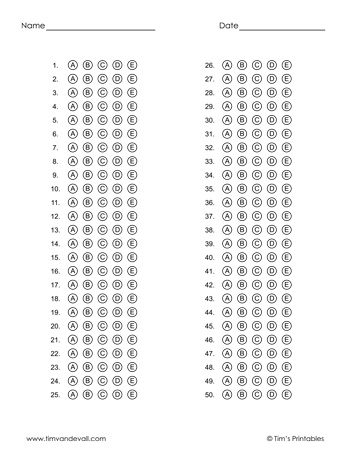 Name____________________ Date____________________
1. A B C D E
2. A B C D E
3. A B C D E
4. A B C D E
5. A B C D E
6. A B C D E
7. A B C D E
8. A B C D E
9. A B C D E
10. A B C D E
11. A B C D E
12. A B C D E
13. A B C D E
14. A B C D E
15. A B C D E
16. A B C D E
17. A B C D E
18. A B C D E
19. A B C D E
20. A B C D E
21. A B C D E
22. A B C D E
23. A B C D E
24. A B C D E
25. A B C D E
26. A B C D E
27. A B C D E
28. A B C D E
29. A B C D E
30. A B C D E
31. A B C D E
32. A B C D E
33. A B C D E
34. A B C D E
35. A B C D E
36. A B C D E
37. A B C D E
38. A B C D E
39. A B C D E
40. A B C D E
41. A B C D E
42. A B C D E
43. A B C D E
44. A B C D E
45. A B C D E
46. A B C D E
47. A B C D E
48. A B C D E
49. A B C D E
50. A B C D E
www.timvandevall.com © Tim's Printables